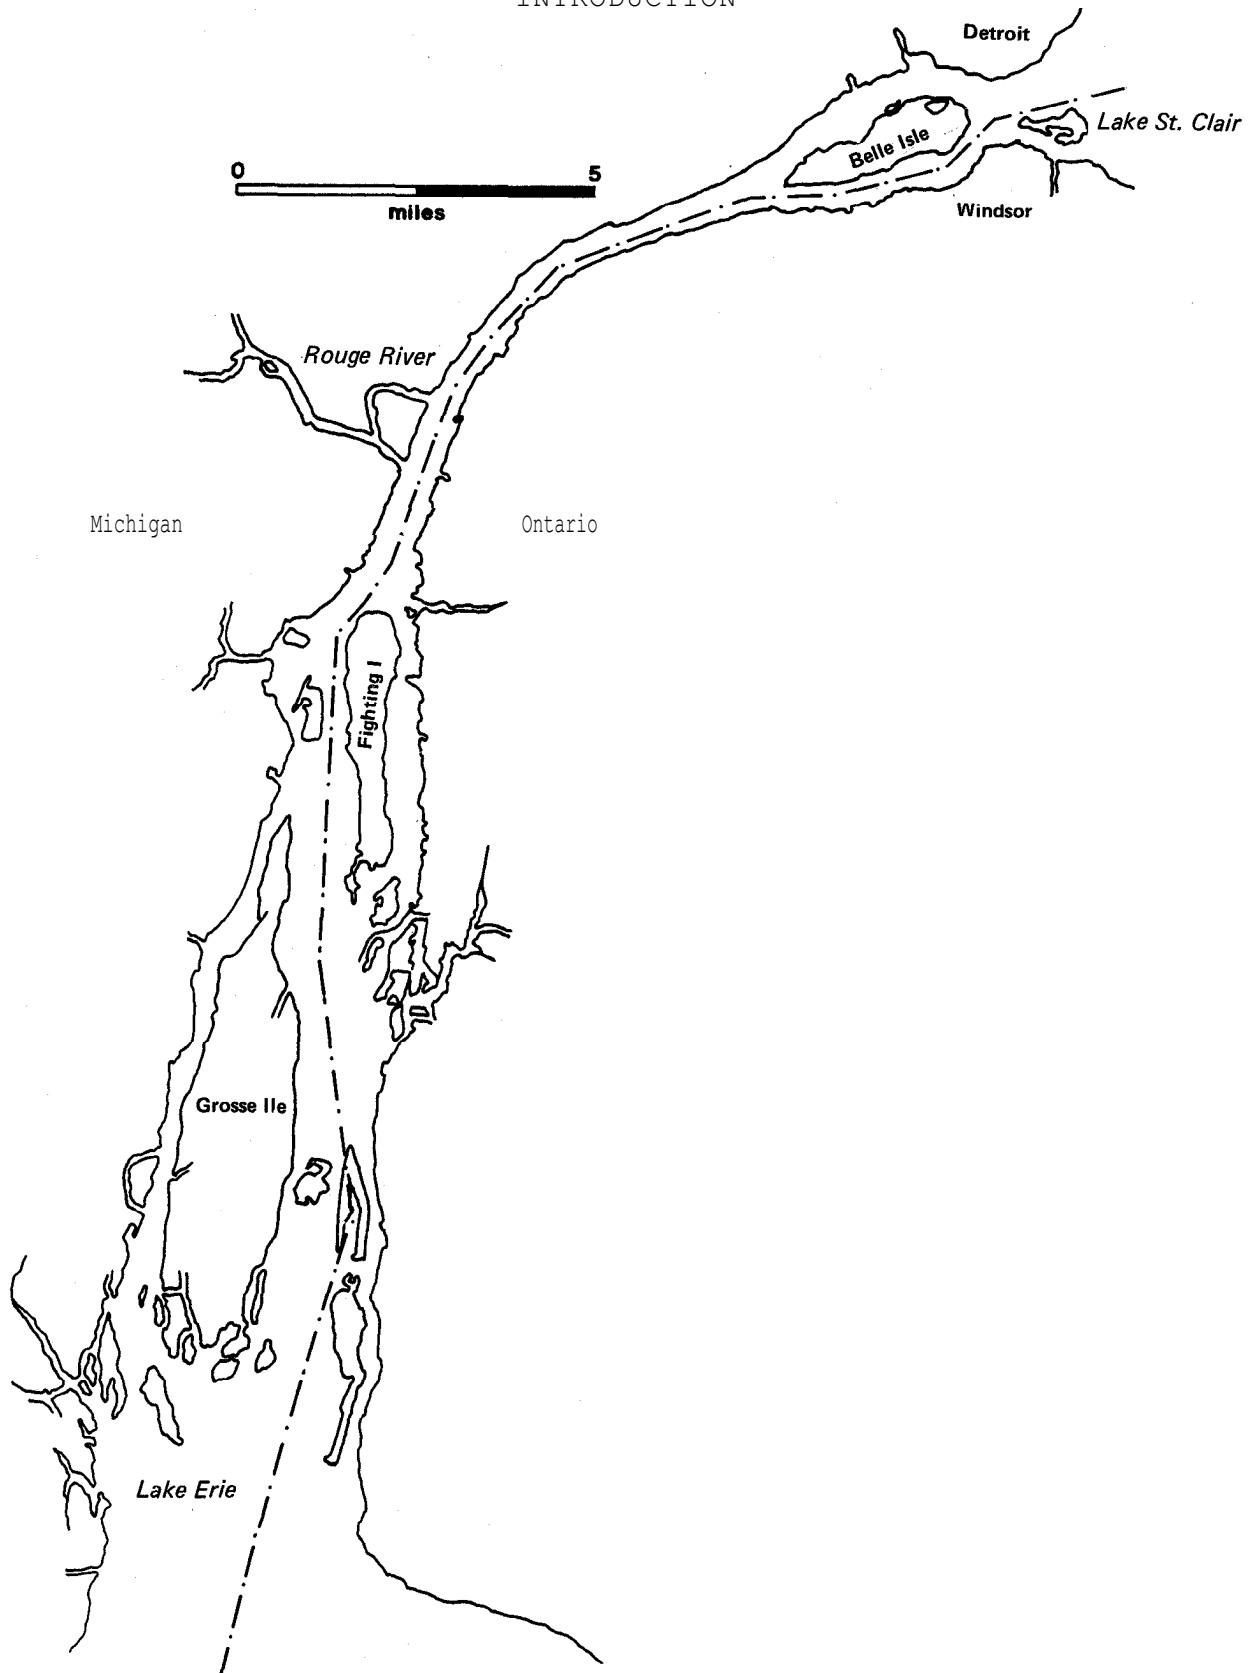 INTRODUCTION
Detroit
Lake St. Clair
Belle Isle
0 5
miles
Windsor
Rouge River
Michigan
Ontario
Fighting I
Grosse Ile
Lake Erie